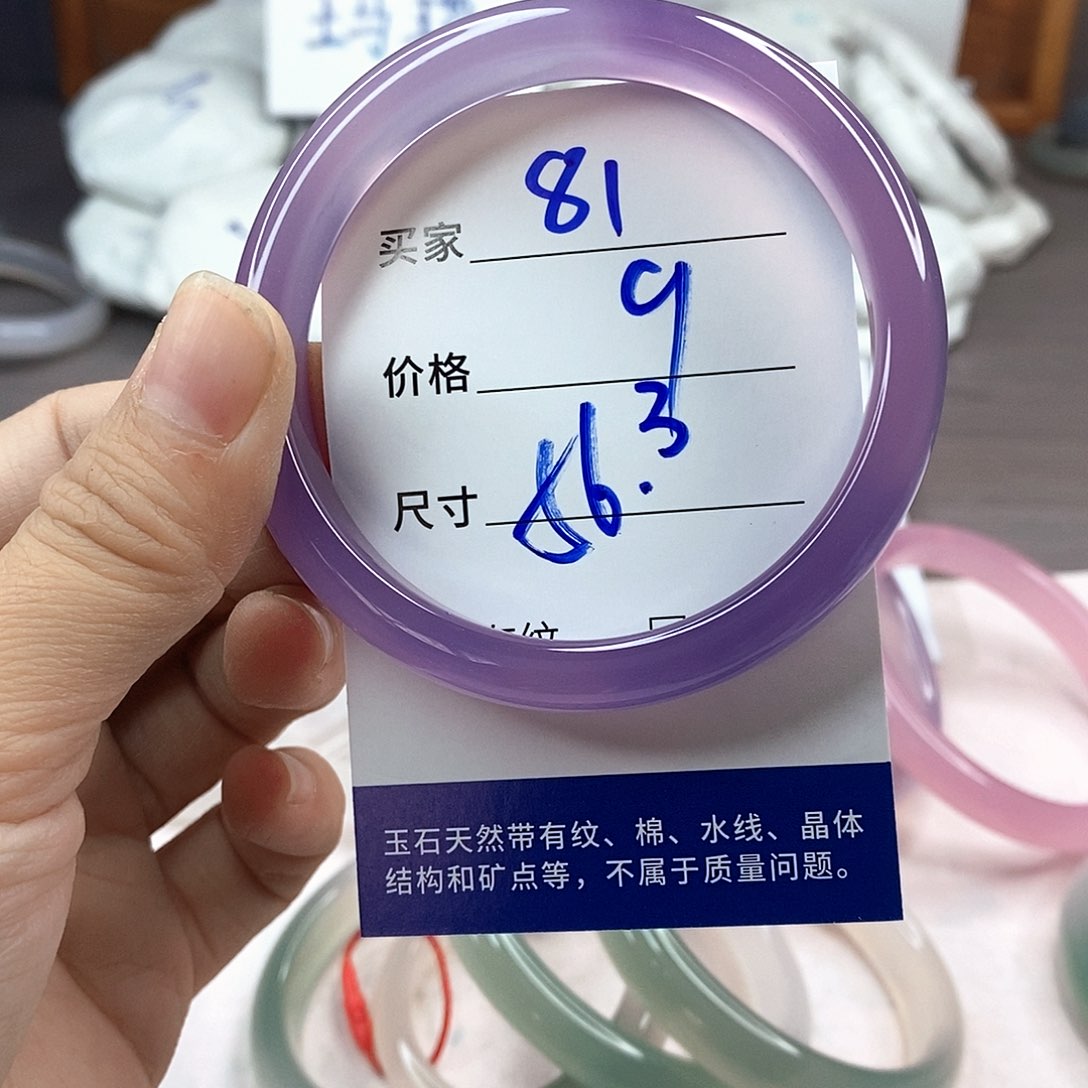 买家 81
价格 9
尺寸 56.3
玉石天然带有纹、棉、水线、晶体
结构和矿点等，不属于质量问题。